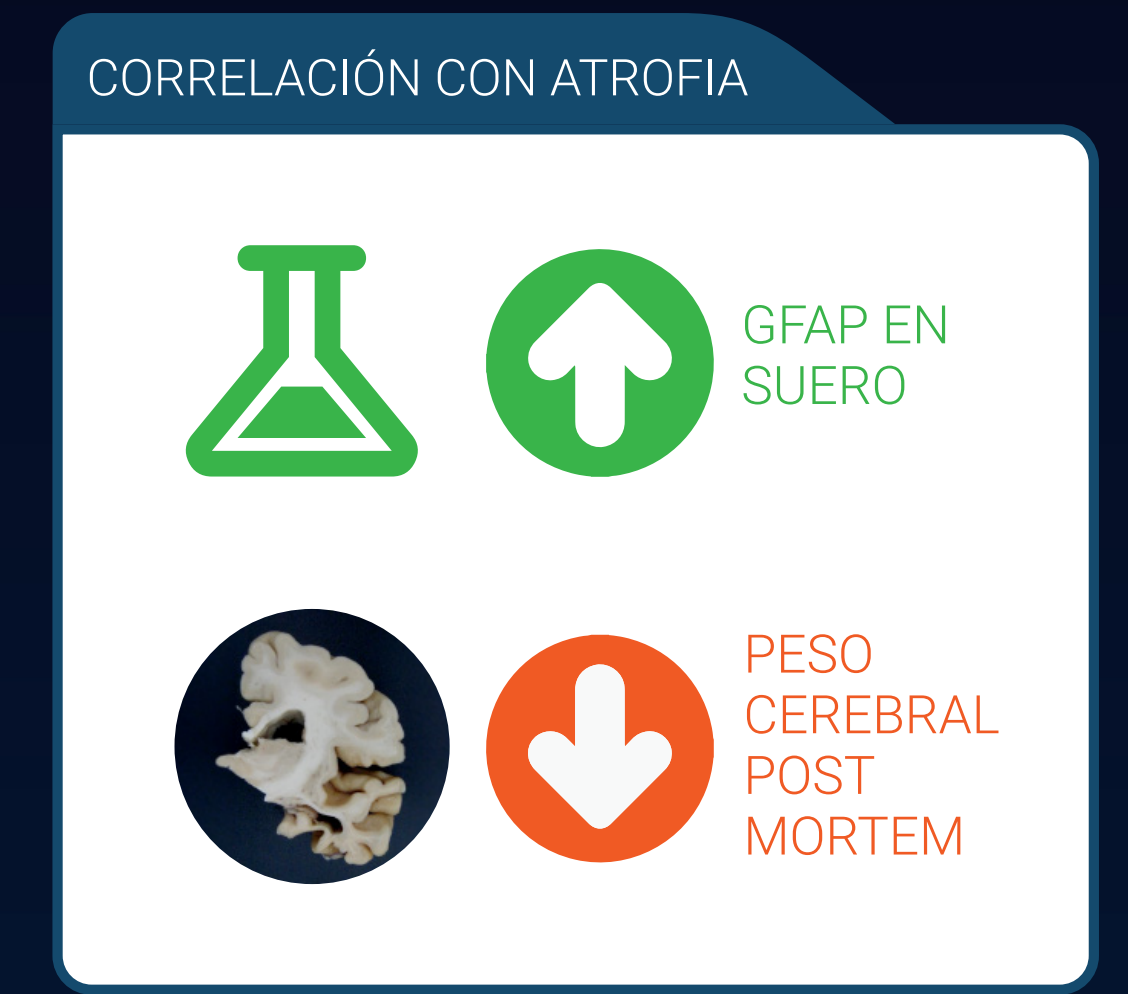 CORRELACIÓN CON ATROFIA
GFAP EN
SUERO
PESO
CEREBRAL
POST
MORTEM